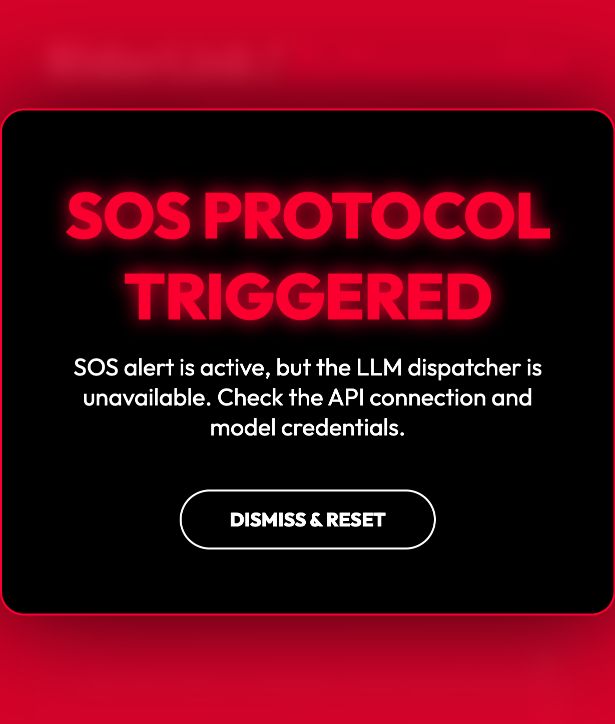 SOS PROTOCOL
TRIGGERED
SOS alert is active, but the LLM dispatcher is
unavailable. Check the API connection and
model credentials.
DISMISS & RESET